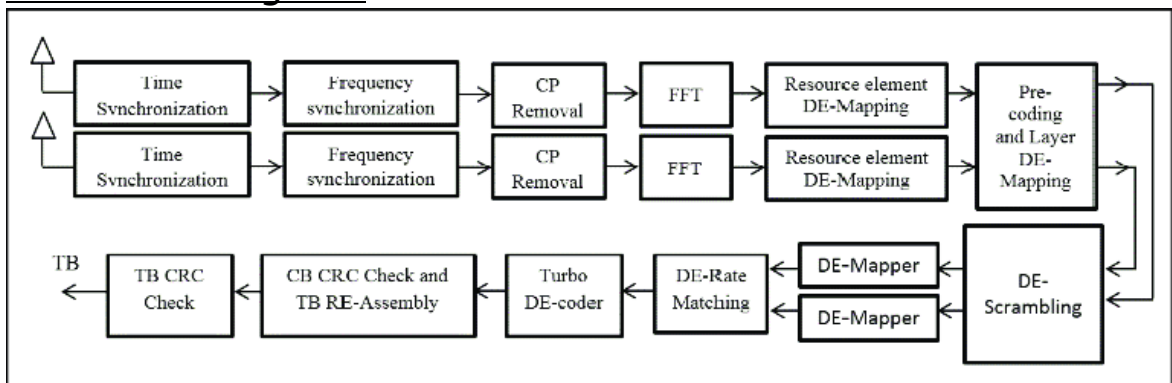 Time
Synchronization
Frequency
synchronization
CP
Removal
FFT
Resource element
DE-Mapping
Pre-
coding
and Layer
DE-
Mapping
Time
Synchronization
Frequency
synchronization
CP
Removal
FFT
Resource element
DE-Mapping
TB
TB CRC
Check
CB CRC Check and
TB RE-Assembly
Turbo
DE-coder
DE-Rate
Matching
DE-Mapper
DE-Mapper
DE-
Scrambling